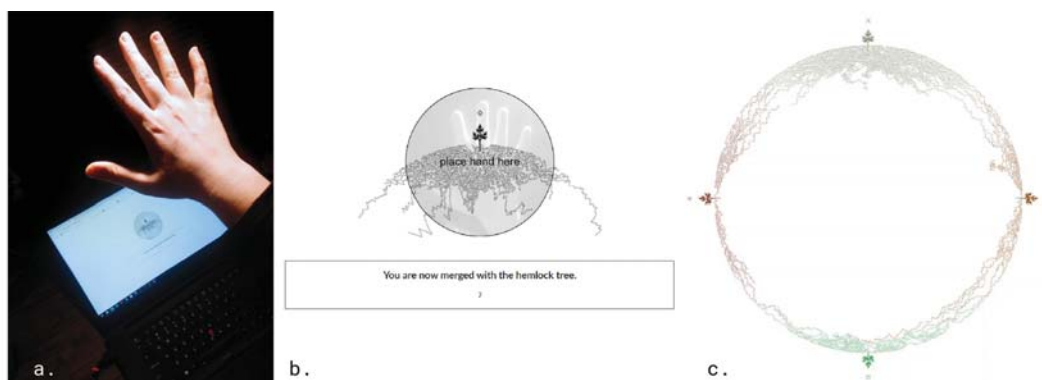 place hand here
You are now merged with the hemlock tree.
a.
b.
c.